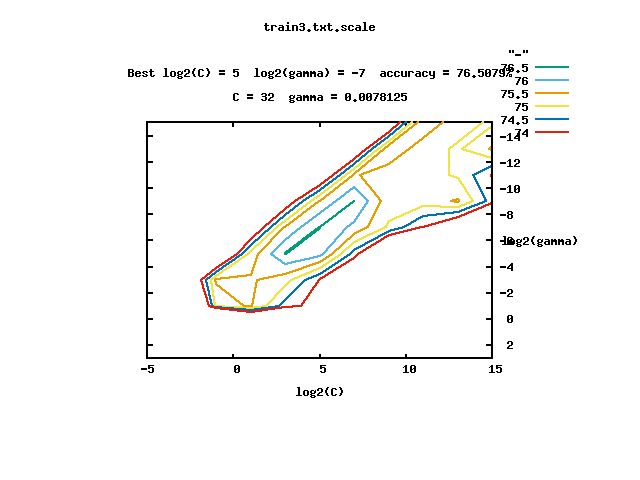 train3.txt.scale
"-"
Best log2(C) = 5  log2(gamma) = -7  accuracy = 76.5079%
C = 32  gamma = 0.0078125
76.5
76
75.5
75
74.5
74
-14
-12
-10
-8
-6
-4
-2
0
2
log2(gamma)
-5 0 5 10 15
log2(C)